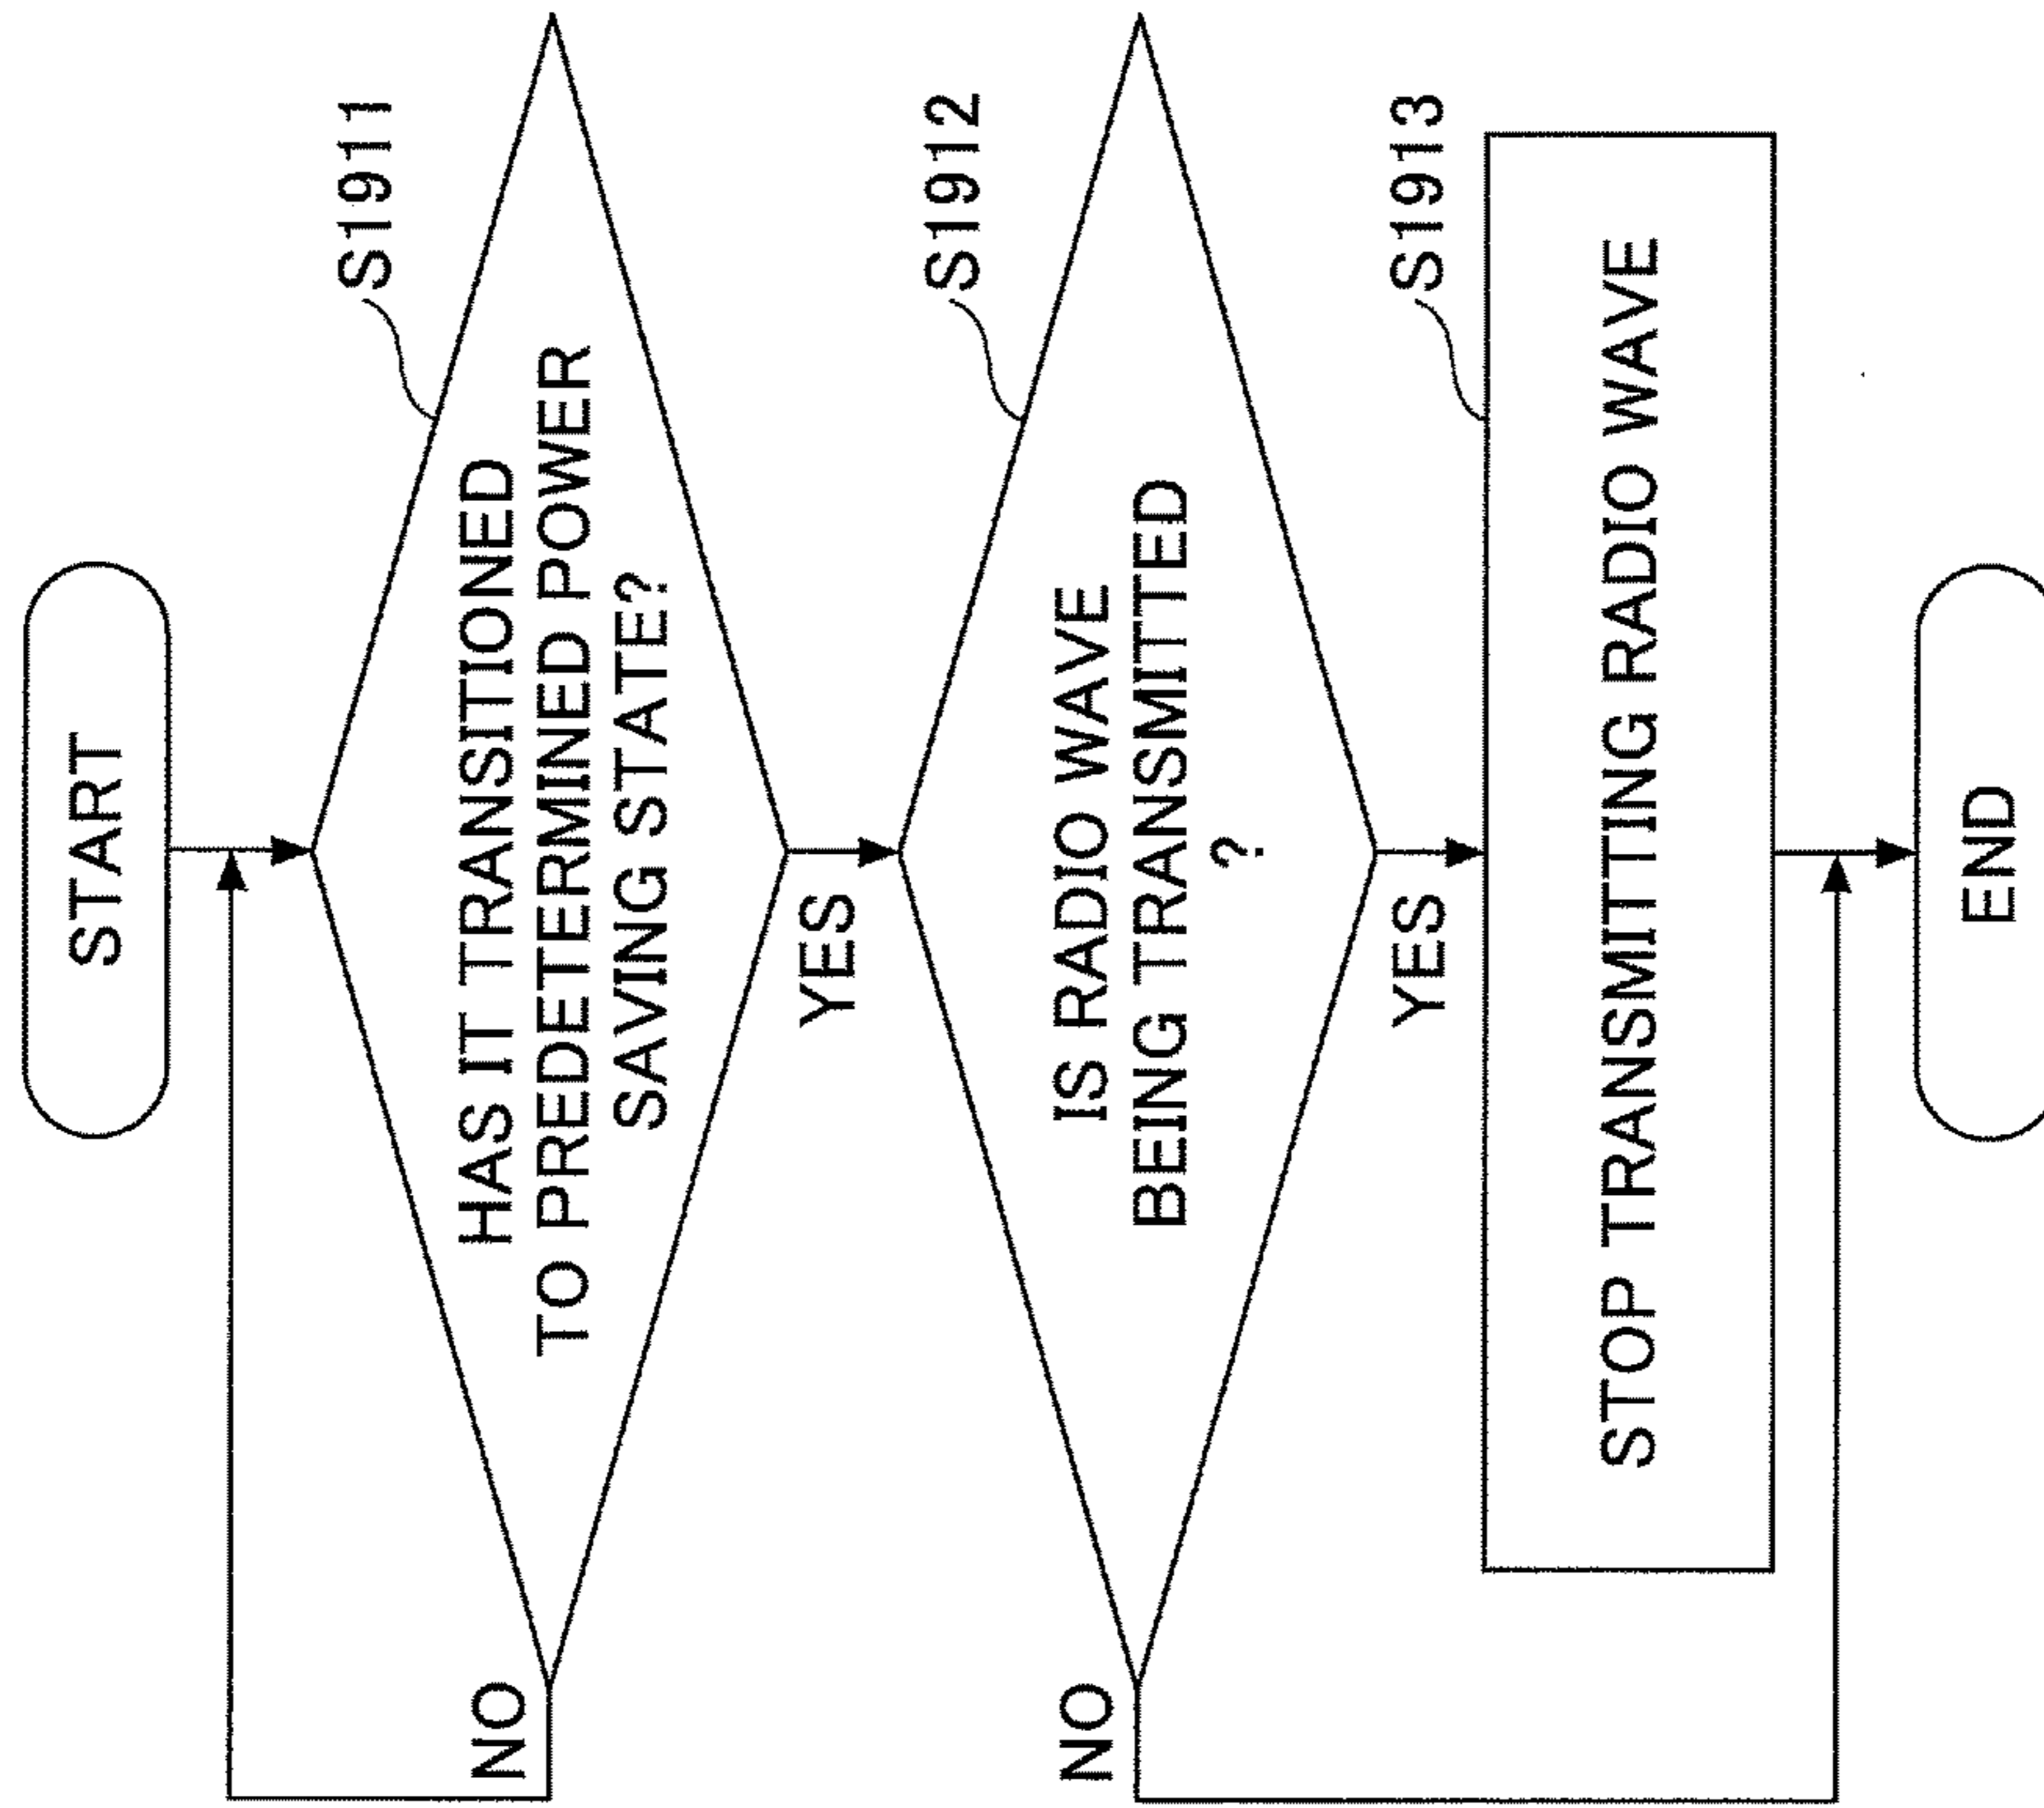 START
S1911
HAS IT TRANSITIONED
TO PREDETERMINED POWER
SAVING STATE?
NO
YES
S1912
IS RADIO WAVE
BEING TRANSMITTED
?
NO
YES
S1913
STOP TRANSMITTING RADIO WAVE
END